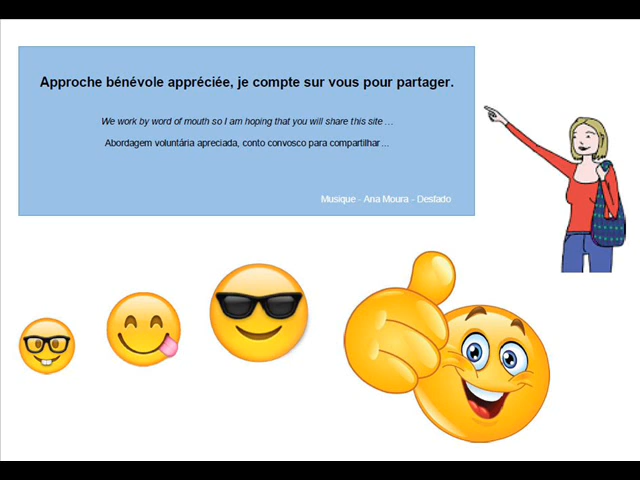 Approche bénévole appréciée, je compte sur vous pour partager.
We work by word of mouth so I am hoping that you will share this site ...
Abordagem voluntária apreciada, conto convosco para compartilhar...
Musique - Ana Moura - Desfado